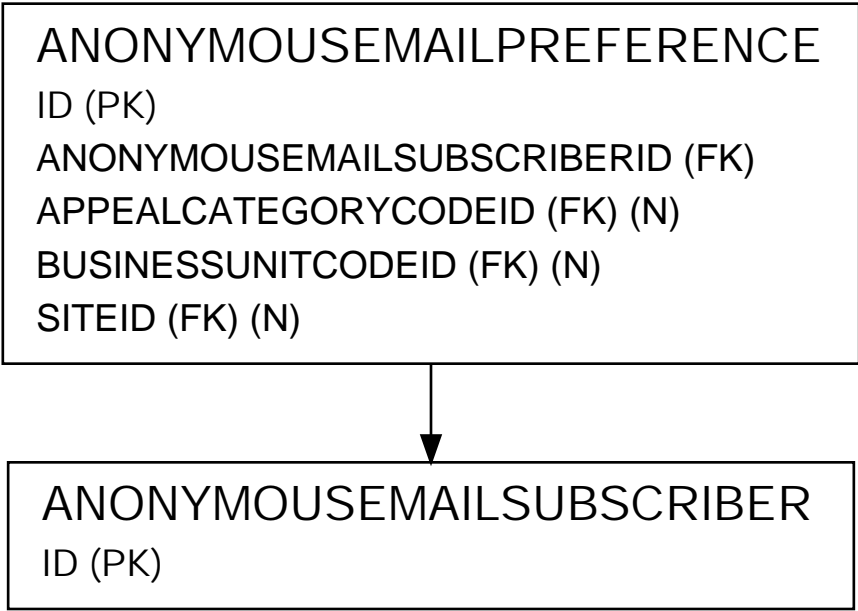 ANONYMOUSEMAILPREFERENCE
ID (PK)
ANONYMOUSEMAILSUBSCRIBERID (FK)
APPEALCATEGORYCODEID (FK) (N)
BUSINESSUNITCODEID (FK) (N)
SITEID (FK) (N)
ANONYMOUSEMAILSUBSCRIBER
ID (PK)